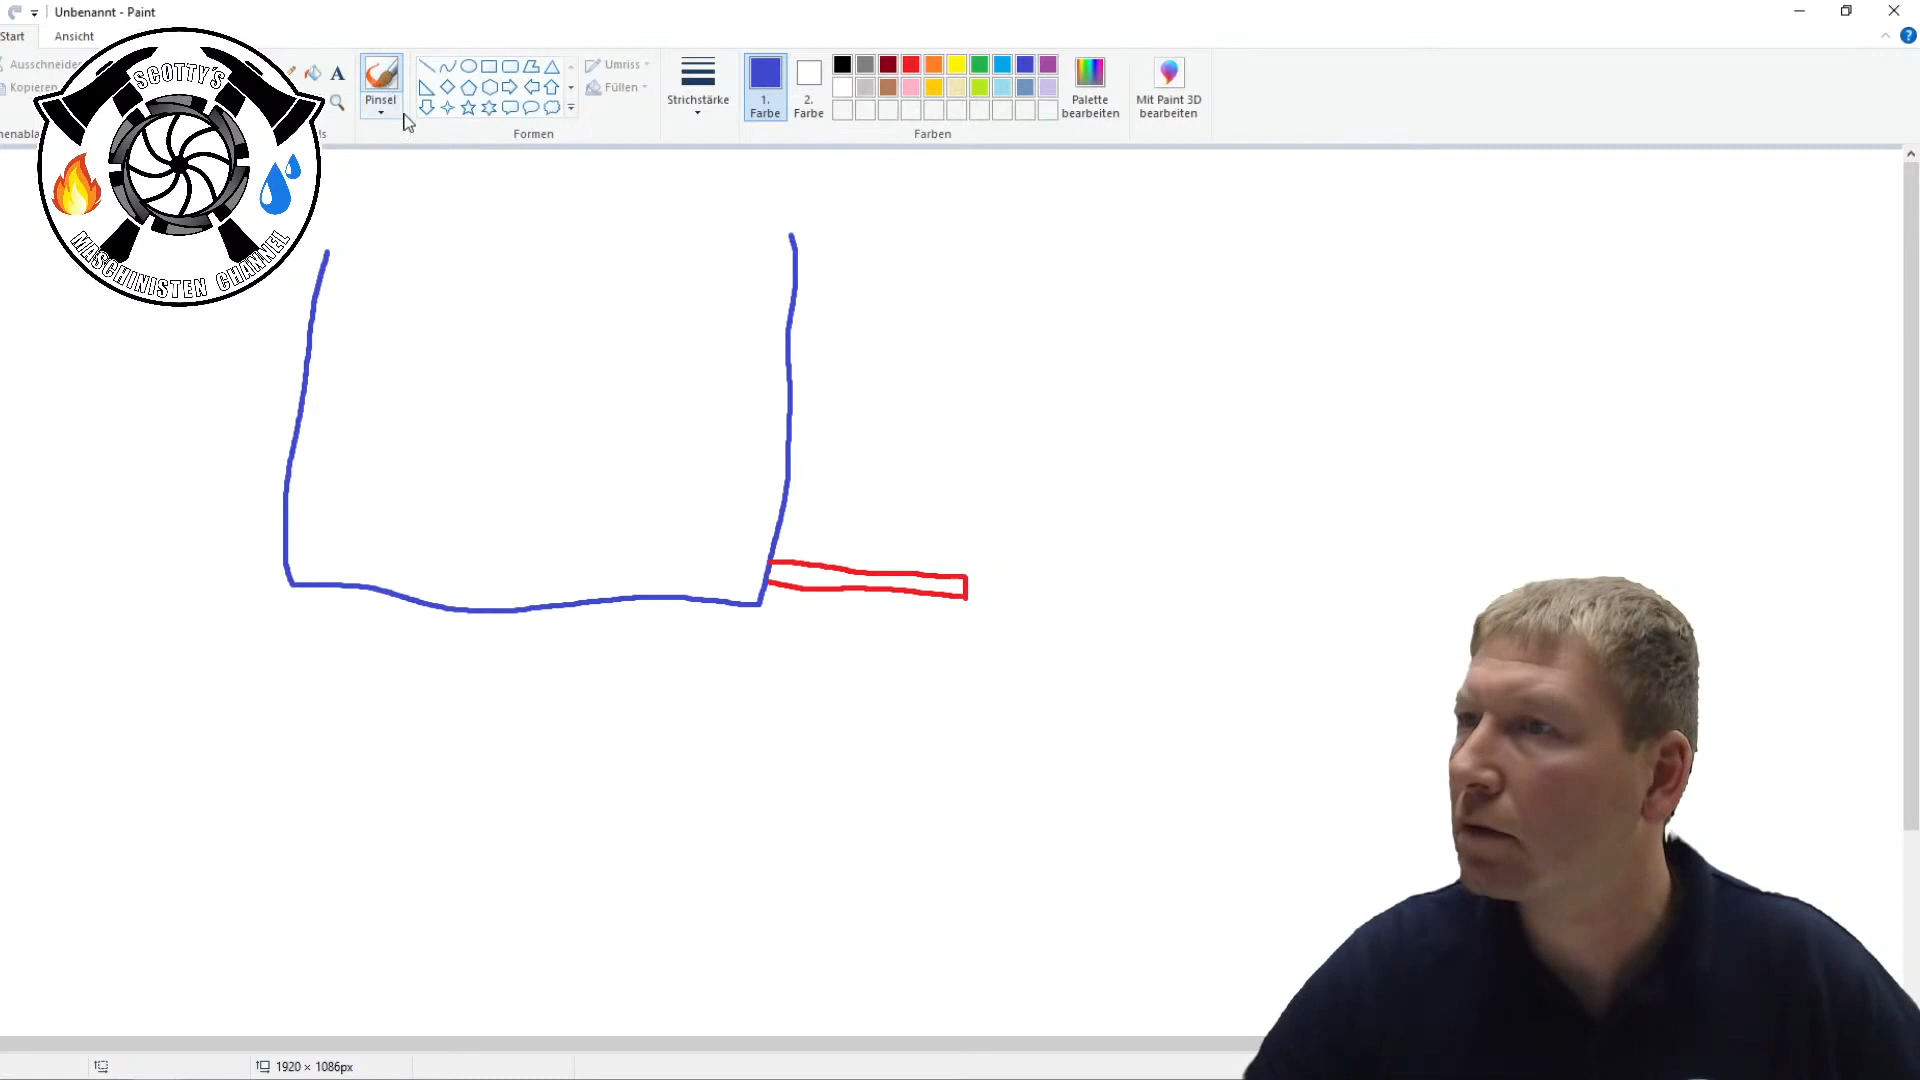 Unbenannt - Paint
Start
Ansicht
Kopieren
Pinsel
Umriss
Füllen
Formen
Strichstärke
1.
Farbe
2.
Farbe
Farben
Palette
bearbeiten
Mit Paint 3D
bearbeiten
SCOTTY'S
MASCHINISTEN CHANNEL
1920 × 1086px